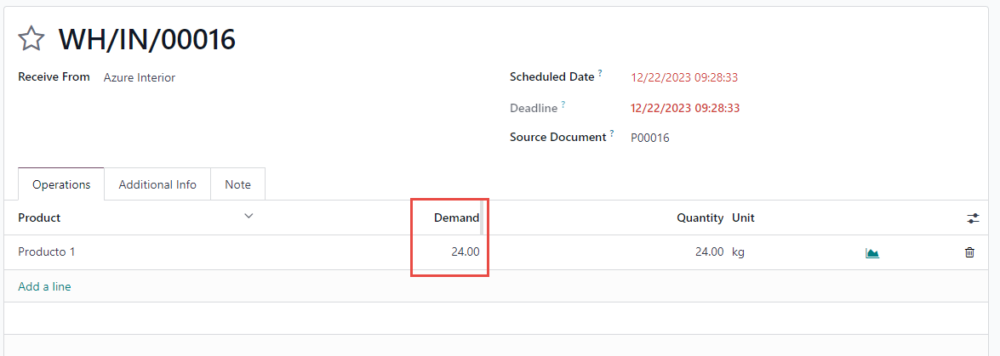 WH/IN/00016
Receive From Azure Interior
Scheduled Date ? 12/22/2023 09:28:33
Deadline ? 12/22/2023 09:28:33
Source Document ? P00016
Operations Additional Info Note
Product Demand Quantity Unit
Producto 1 24.00 24.00 kg
Add a line